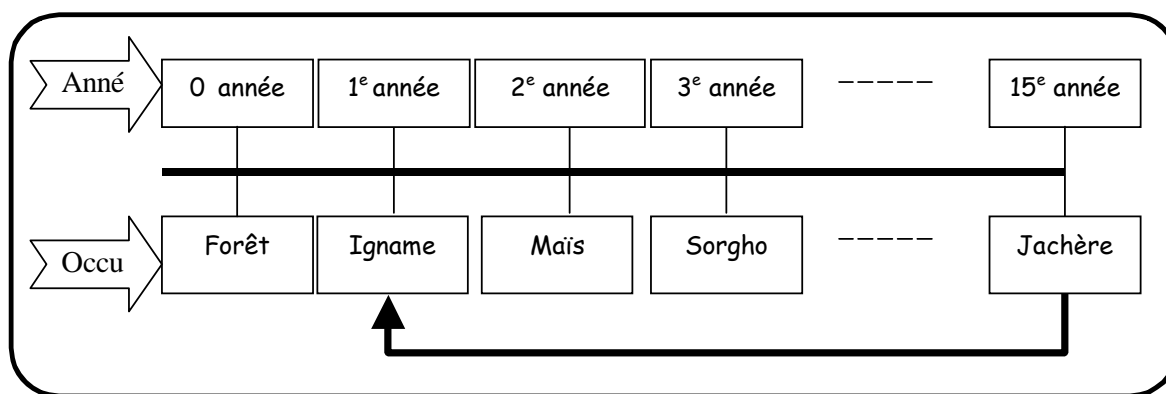 Anné 0 année 1e année 2e année 3e année _ _ _ _ _ 15e année
Occu Forêt Igname Maïs Sorgho _ _ _ _ _ Jachère